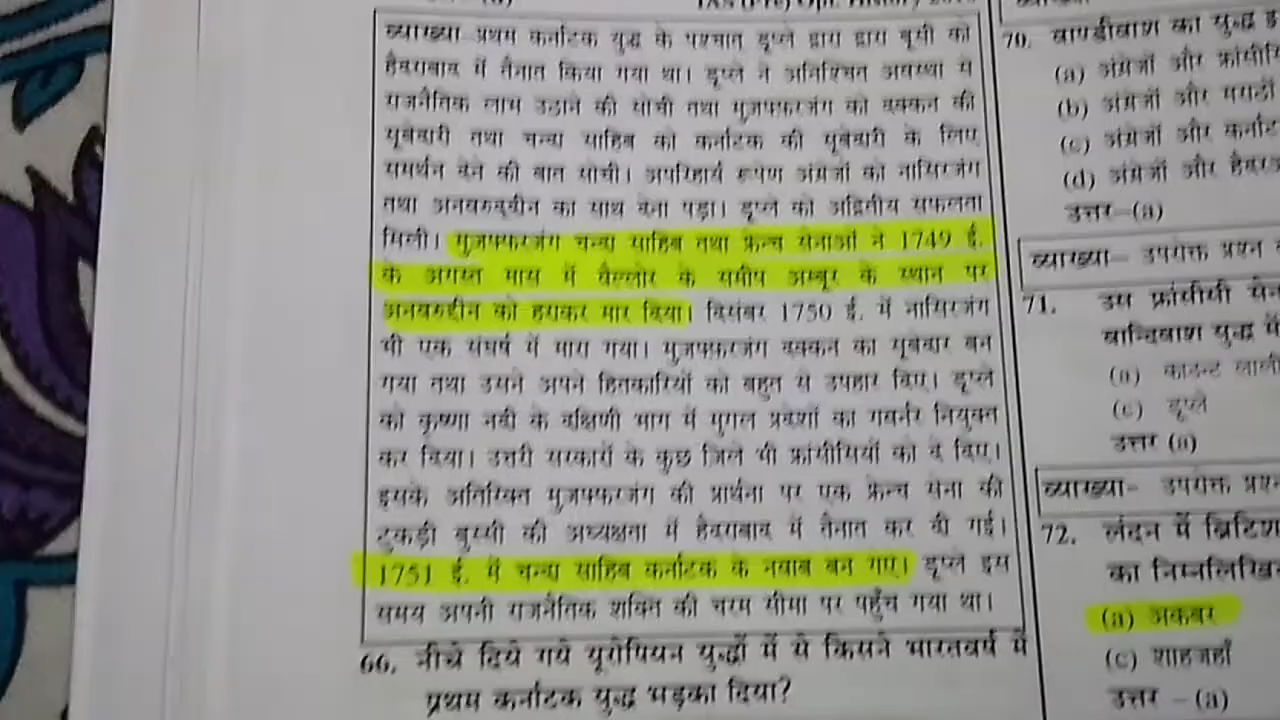 व्याख्या–प्रथम कर्नाटक युद्ध के पश्चात डूप्ले द्वारा द्वारा बूसी को
हैदराबाद में तैनात किया गया था। डूप्ले ने अनिश्चित अवस्था से
राजनैतिक लाभ उठाने की सोची तथा मुजफ्फरजंग को दक्कन की
सूबेदारी तथा चन्दा साहिब को कर्नाटक की सूबेदारी के लिए
समर्थन देने की बात सोची। अपरिहार्य रूपेण अंग्रेजों को नासिरजंग
तथा अनवरुद्दीन का साथ देना पड़ा। डूप्ले को अद्वितीय सफलता
मिली। मुजफ्फरजंग चन्दा साहिब तथा फ्रेन्च सेनाओं ने 1749 ई.
के अगस्त मास में वैल्लोर के समीप अम्बूर के स्थान पर
अनवरुद्दीन को हराकर मार दिया। दिसंबर 1750 ई. में नासिरजंग
भी एक संघर्ष में मारा गया। मुजफ्फरजंग दक्कन का सूबेदार बन
गया तथा उसने अपने हितकारियों को बहुत से उपहार दिए। डूप्ले
को कृष्णा नदी के दक्षिणी भाग में मुगल प्रदेशों का गवर्नर नियुक्त
कर दिया। उत्तरी सरकारों के कुछ जिले भी फ्रांसीसियों को दे दिए।
इसके अतिरिक्त मुजफ्फरजंग की प्रार्थना पर एक फ्रेन्च सेना की
टुकड़ी बुस्सी की अध्यक्षता में हैदराबाद में तैनात कर दी गई।
1751 ई. में चन्दा साहिब कर्नाटक के नवाब बन गए। डूप्ले इस
समय अपनी राजनैतिक शक्ति की चरम सीमा पर पहुँच गया था।
66. नीचे दिये गये यूरोपियन युद्धों में से किसने भारतवर्ष में
प्रथम कर्नाटक युद्ध भड़का दिया?
70. वाण्डीवाश का युद्ध
(a) अंग्रेजों और
(b) अंग्रेजों और मराठों
(c) अंग्रेजों और
(d) अंग्रेजों और
उत्तर–(a)
व्याख्या– उपरोक्त प्रश्न
71. उस फ्रांसीसी
वान्डिवाश युद्ध में
(a) काउन्ट लाली
(c) डूप्ले
उत्तर (a)
व्याख्या– उपरोक्त
72. लंदन में ब्रिटिश
का
(a) अकबर
(c) शाहजहाँ
उत्तर – (a)